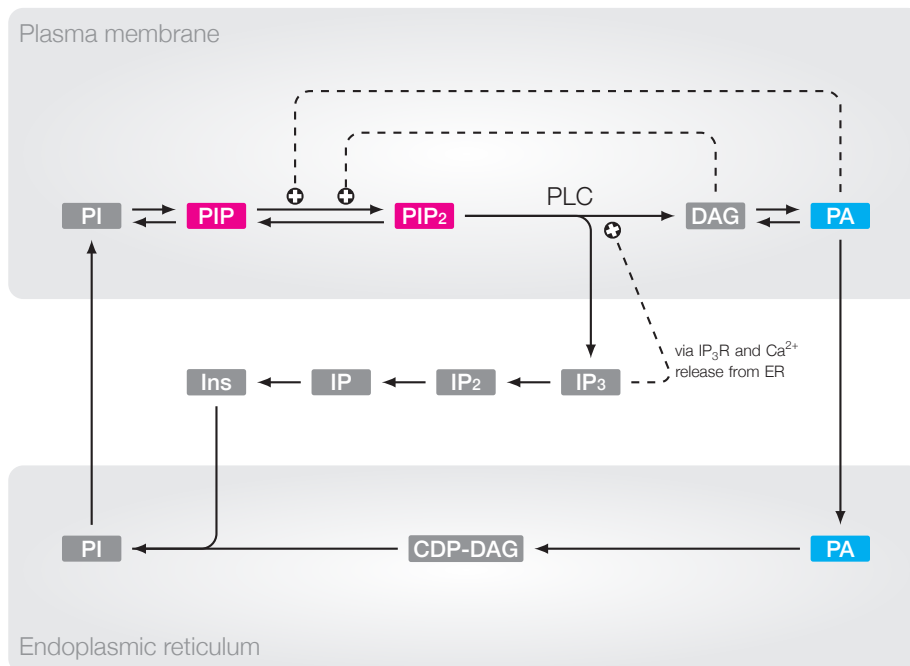 Plasma membrane
PLC
PI
PIP
PIP₂
DAG
PA
via IP₃R and Ca²⁺
release from ER
Ins
IP
IP₂
IP₃
PI
CDP-DAG
PA
Endoplasmic reticulum